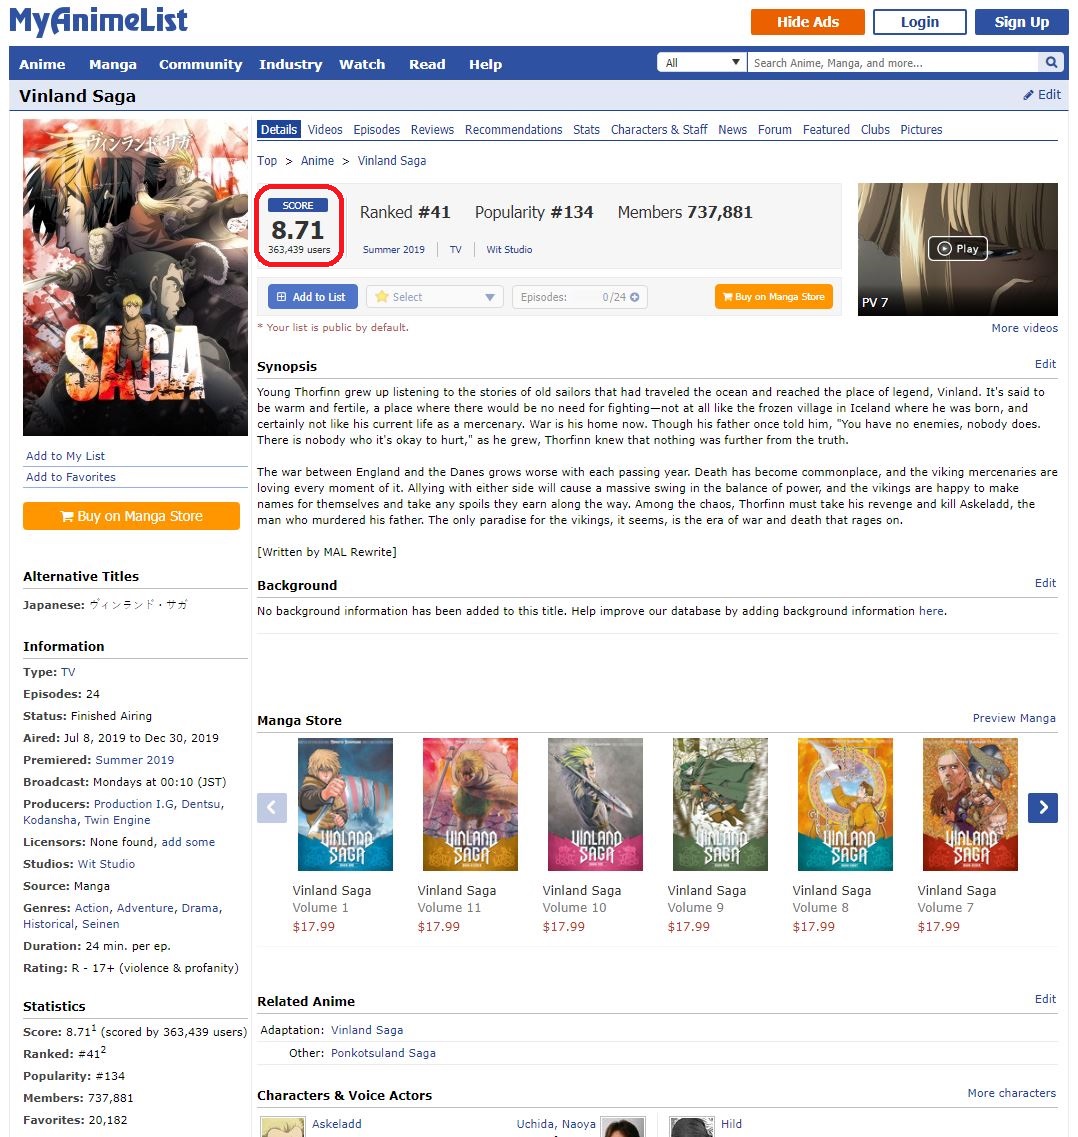 MyAnimeList
Hide Ads Login Sign Up
Anime Manga Community Industry Watch Read Help
All Search Anime, Manga, and more...
Vinland Saga
Edit
ヴィンランド・サガ
SAGA
Details Videos Episodes Reviews Recommendations Stats Characters & Staff News Forum Featured Clubs Pictures
Top > Anime > Vinland Saga
SCORE
8.71
363,439 users
Ranked #41 Popularity #134 Members 737,881
Summer 2019 TV Wit Studio
Add to List Select Episodes: 0/24 Buy on Manga Store
* Your list is public by default.
Play
PV 7
More videos
Synopsis Edit
Young Thorfinn grew up listening to the stories of old sailors that had traveled the ocean and reached the place of legend, Vinland. It's said to
be warm and fertile, a place where there would be no need for fighting—not at all like the frozen village in Iceland where he was born, and
certainly not like his current life as a mercenary. War is his home now. Though his father once told him, "You have no enemies, nobody does.
There is nobody who it's okay to hurt," as he grew, Thorfinn knew that nothing was further from the truth.
The war between England and the Danes grows worse with each passing year. Death has become commonplace, and the viking mercenaries are
loving every moment of it. Allying with either side will cause a massive swing in the balance of power, and the vikings are happy to make
names for themselves and take any spoils they earn along the way. Among the chaos, Thorfinn must take his revenge and kill Askeladd, the
man who murdered his father. The only paradise for the vikings, it seems, is the era of war and death that rages on.
[Written by MAL Rewrite]
Background Edit
No background information has been added to this title. Help improve our database by adding background information here.
Manga Store Preview Manga
VINLAND SAGA
VINLAND SAGA
VINLAND SAGA
VINLAND SAGA
VINLAND SAGA
VINLAND SAGA
Vinland Saga Vinland Saga Vinland Saga Vinland Saga Vinland Saga Vinland Saga
Volume 1 Volume 11 Volume 10 Volume 9 Volume 8 Volume 7
$17.99 $17.99 $17.99 $17.99 $17.99 $17.99
Related Anime Edit
Adaptation: Vinland Saga
Other: Ponkotsuland Saga
Characters & Voice Actors More characters
Askeladd Uchida, Naoya Hild
Add to My List
Add to Favorites
Buy on Manga Store
Alternative Titles
Japanese: ヴィンランド・サガ
Information
Type: TV
Episodes: 24
Status: Finished Airing
Aired: Jul 8, 2019 to Dec 30, 2019
Premiered: Summer 2019
Broadcast: Mondays at 00:10 (JST)
Producers: Production I.G, Dentsu,
Kodansha, Twin Engine
Licensors: None found, add some
Studios: Wit Studio
Source: Manga
Genres: Action, Adventure, Drama,
Historical, Seinen
Duration: 24 min. per ep.
Rating: R - 17+ (violence & profanity)
Statistics
Score: 8.71¹ (scored by 363,439 users)
Ranked: #41²
Popularity: #134
Members: 737,881
Favorites: 20,182